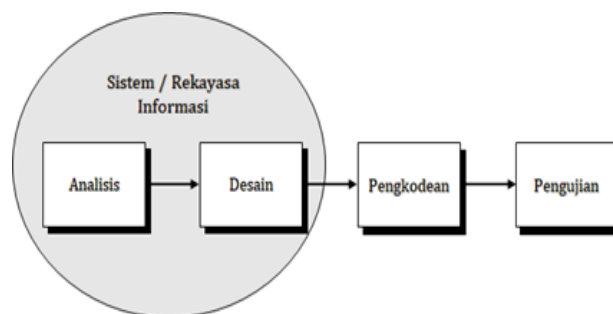 Sistem / Rekayasa
Informasi
Analisis
Desain
Pengkodean
Pengujian